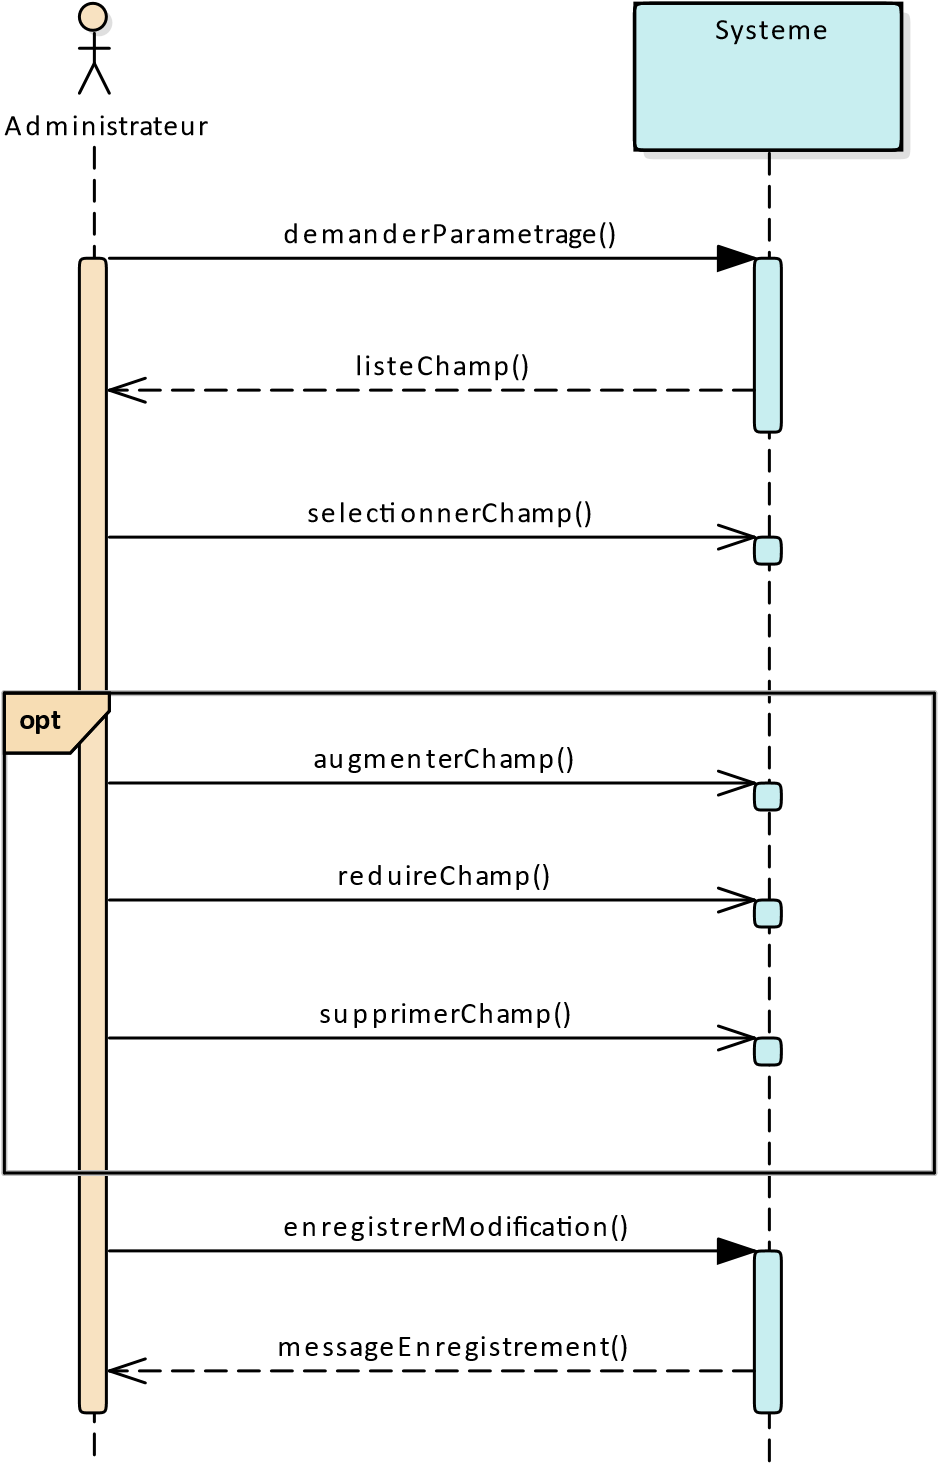 Systeme
Administrateur
demanderParametrage()
listeChamp()
selectionnerChamp()
opt
augmenterChamp()
reduireChamp()
supprimerChamp()
enregistrerModification()
messageEnregistrement()